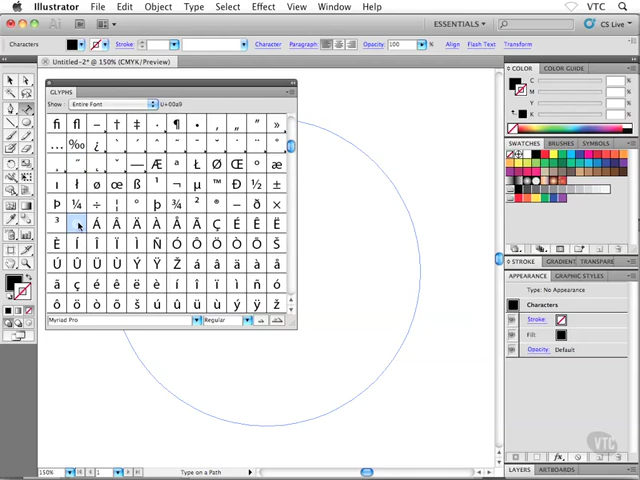 Illustrator File Edit Object Type Select Effect View Window Help VTC
ESSENTIALS CS Live
Characters Stroke: Character Paragraph: Opacity: 100 % Align Flash Text Transform
Untitled-2* @ 150% (CMYK/Preview)
GLYPHS
Show : Entire Font U+00a9
ﬁ ﬂ – † ‡ · ¶ • ‚ „ ” »
… ‰ ¿ ` ´ ˆ ˜ ¯ ˘ ˙ ¨ ˚
¸ ˝ ˛ ˇ — Æ ª Ł Ø Œ º æ
ı ł ø œ ß ¹ ¬ µ ™ Ð ½ ±
Þ ¼ ÷ ¦ ° þ ¾ ² ® − ð ×
³ Á Â Ä À Å Ã Ç É Ê Ë
È Í Î Ï Ì Ñ Ó Ô Ö Ò Õ Š
Ú Û Ü Ù Ý Ÿ Ž á â ä à å
ã ç é ê ë è í î ï ì ñ ó
ô ö ò õ š ú û ü ù ý ÿ ž
Myriad Pro Regular
COLOR COLOR GUIDE
C %
M %
Y %
K %
SWATCHES BRUSHES SYMBOLS
STROKE GRADIENT TRANSPARE
APPEARANCE GRAPHIC STYLES
Type: No Appearance
Characters
Stroke:
Fill:
Opacity: Default
VTC
LAYERS ARTBOARDS
150% 1 Type on a Path